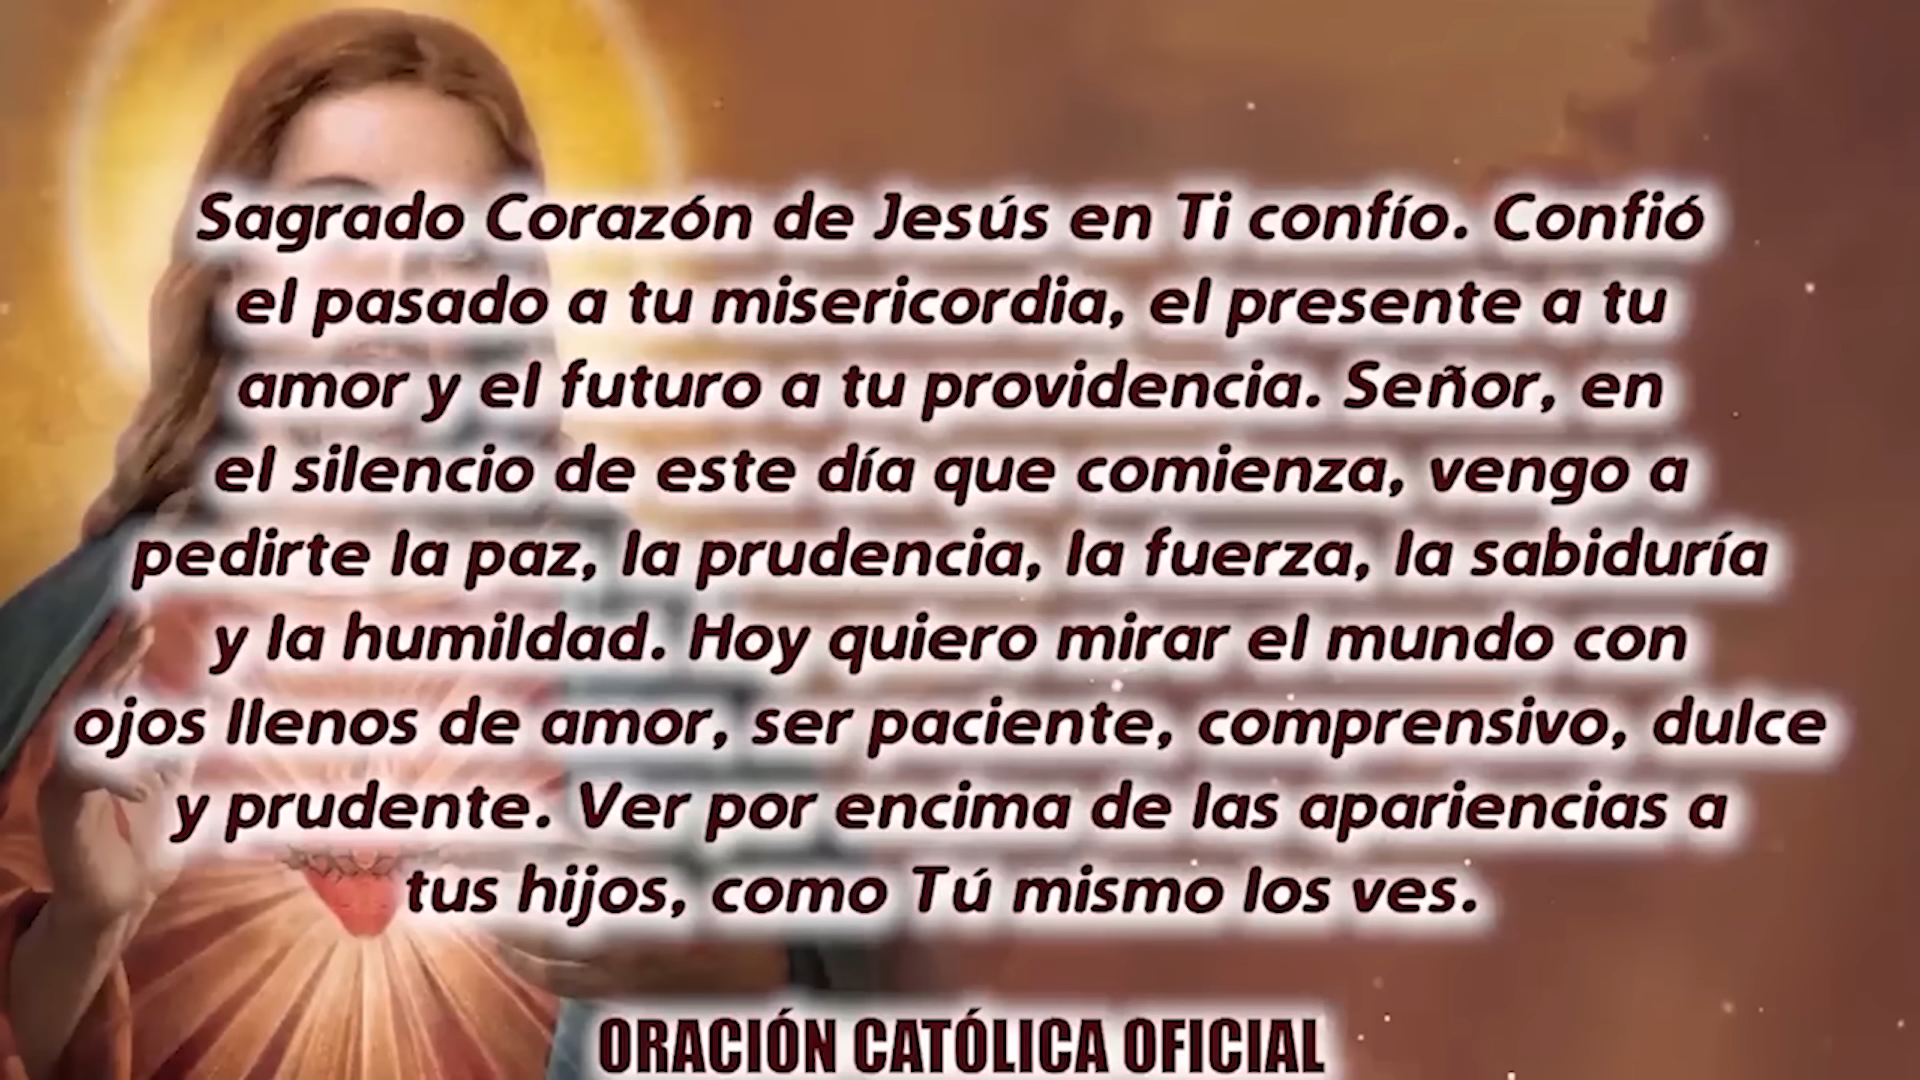 Sagrado Corazón de Jesús en Ti confío. Confió
el pasado a tu misericordia, el presente a tu
amor y el futuro a tu providencia. Señor, en
el silencio de este día que comienza, vengo a
pedirte la paz, la prudencia, la fuerza, la sabiduría
y la humildad. Hoy quiero mirar el mundo con
ojos llenos de amor, ser paciente, comprensivo, dulce
y prudente. Ver por encima de las apariencias a
tus hijos, como Tú mismo los ves.
ORACIÓN CATÓLICA OFICIAL